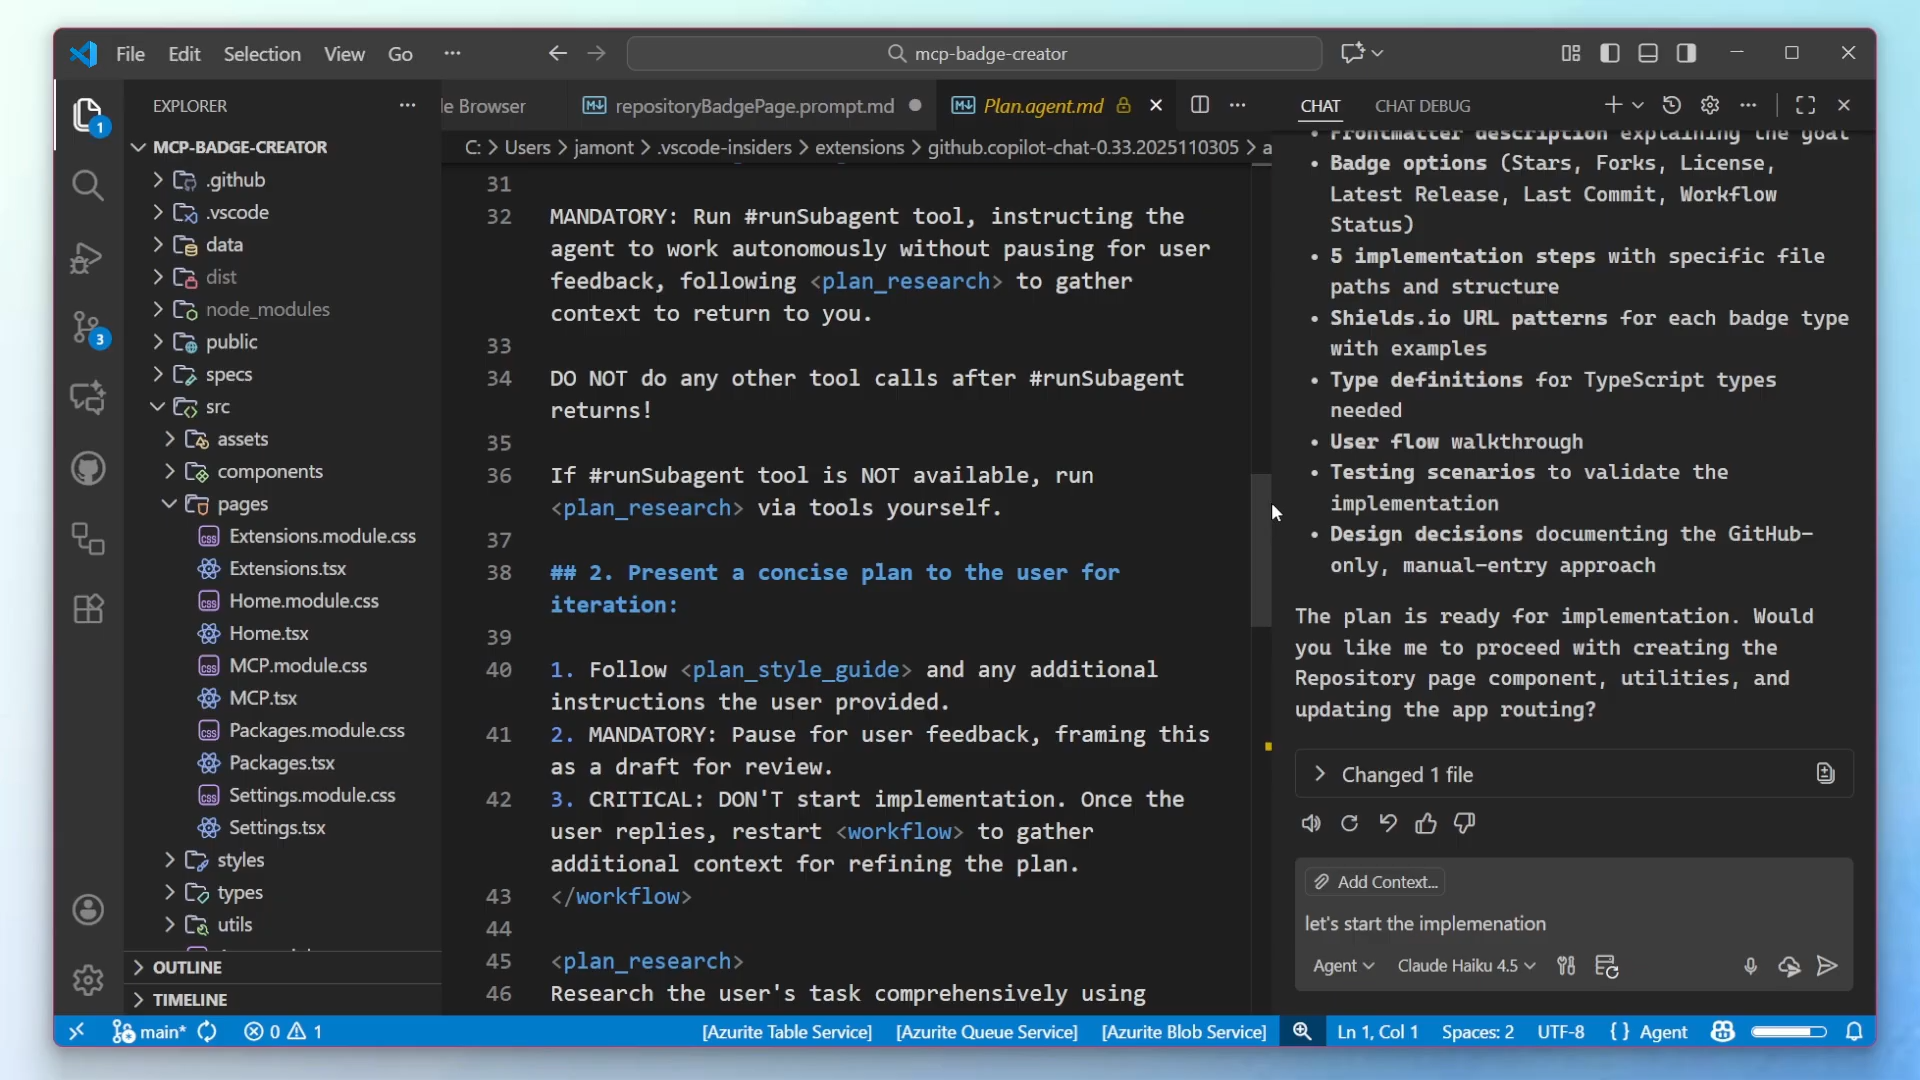 File Edit Selection View Go ···
mcp-badge-creator
EXPLORER
MCP-BADGE-CREATOR
.github
.vscode
data
dist
node_modules
public
specs
src
assets
components
pages
Extensions.module.css
Extensions.tsx
Home.module.css
Home.tsx
MCP.module.css
MCP.tsx
Packages.module.css
Packages.tsx
Settings.module.css
Settings.tsx
styles
types
utils
OUTLINE
TIMELINE
1
3
le Browser
repositoryBadgePage.prompt.md
Plan.agent.md
C: > Users > jamont > .vscode-insiders > extensions > github.copilot-chat-0.33.2025110305 > a
31
32 MANDATORY: Run #runSubagent tool, instructing the
agent to work autonomously without pausing for user
feedback, following <plan_research> to gather
context to return to you.
33
34 DO NOT do any other tool calls after #runSubagent
returns!
35
36 If #runSubagent tool is NOT available, run
<plan_research> via tools yourself.
37
38 ## 2. Present a concise plan to the user for
iteration:
39
40 1. Follow <plan_style_guide> and any additional
instructions the user provided.
41 2. MANDATORY: Pause for user feedback, framing this
as a draft for review.
42 3. CRITICAL: DON'T start implementation. Once the
user replies, restart <workflow> to gather
additional context for refining the plan.
43 </workflow>
44
45 <plan_research>
46 Research the user's task comprehensively using
CHAT CHAT DEBUG
• Frontmatter description explaining the goal
• Badge options (Stars, Forks, License,
Latest Release, Last Commit, Workflow
Status)
• 5 implementation steps with specific file
paths and structure
• Shields.io URL patterns for each badge type
with examples
• Type definitions for TypeScript types
needed
• User flow walkthrough
• Testing scenarios to validate the
implementation
• Design decisions documenting the GitHub-
only, manual-entry approach
The plan is ready for implementation. Would
you like me to proceed with creating the
Repository page component, utilities, and
updating the app routing?
Changed 1 file
Add Context...
let's start the implemenation
Agent Claude Haiku 4.5
main* 0 1 [Azurite Table Service] [Azurite Queue Service] [Azurite Blob Service] Ln 1, Col 1 Spaces: 2 UTF-8 { } Agent